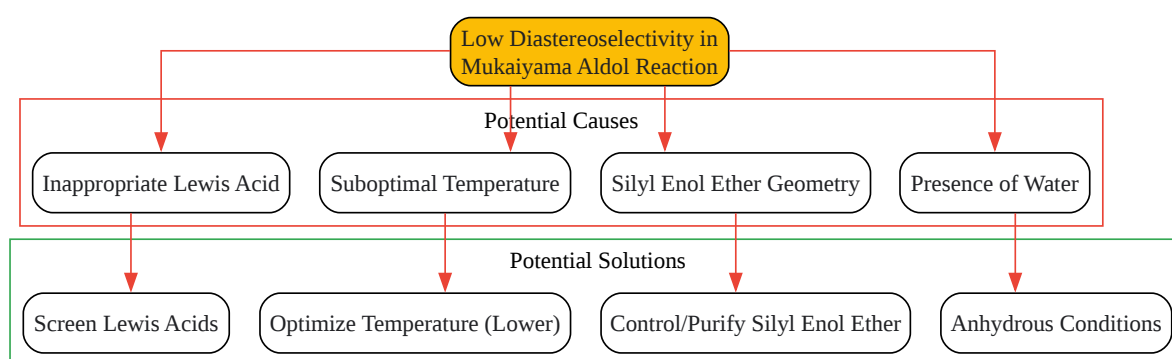 Low Diastereoselectivity in
Mukaiyama Aldol Reaction
Potential Causes
Inappropriate Lewis Acid
Suboptimal Temperature
Silyl Enol Ether Geometry
Presence of Water
Potential Solutions
Screen Lewis Acids
Optimize Temperature (Lower)
Control/Purify Silyl Enol Ether
Anhydrous Conditions